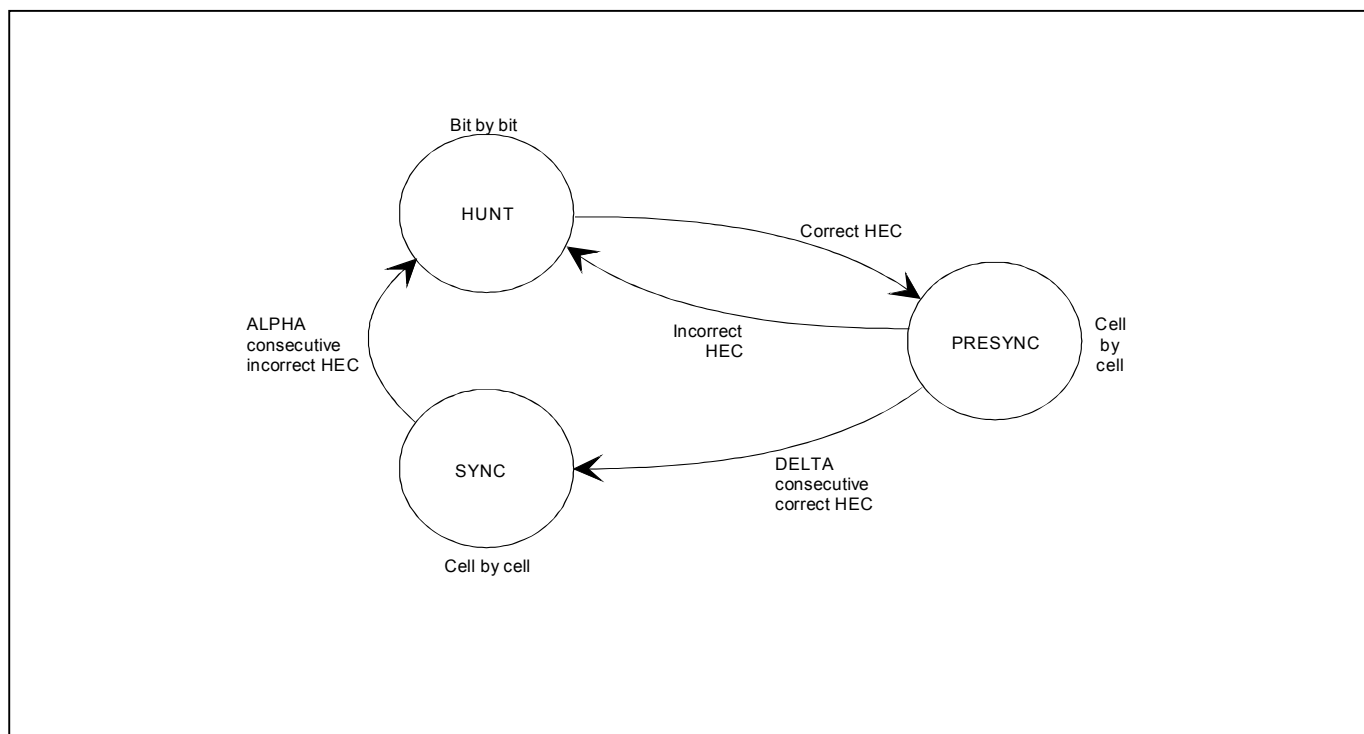 Bit by bit
HUNT
Correct HEC
Incorrect
HEC
PRESYNC
Cell
by
cell
ALPHA
consecutive
incorrect HEC
SYNC
DELTA
consecutive
correct HEC
Cell by cell